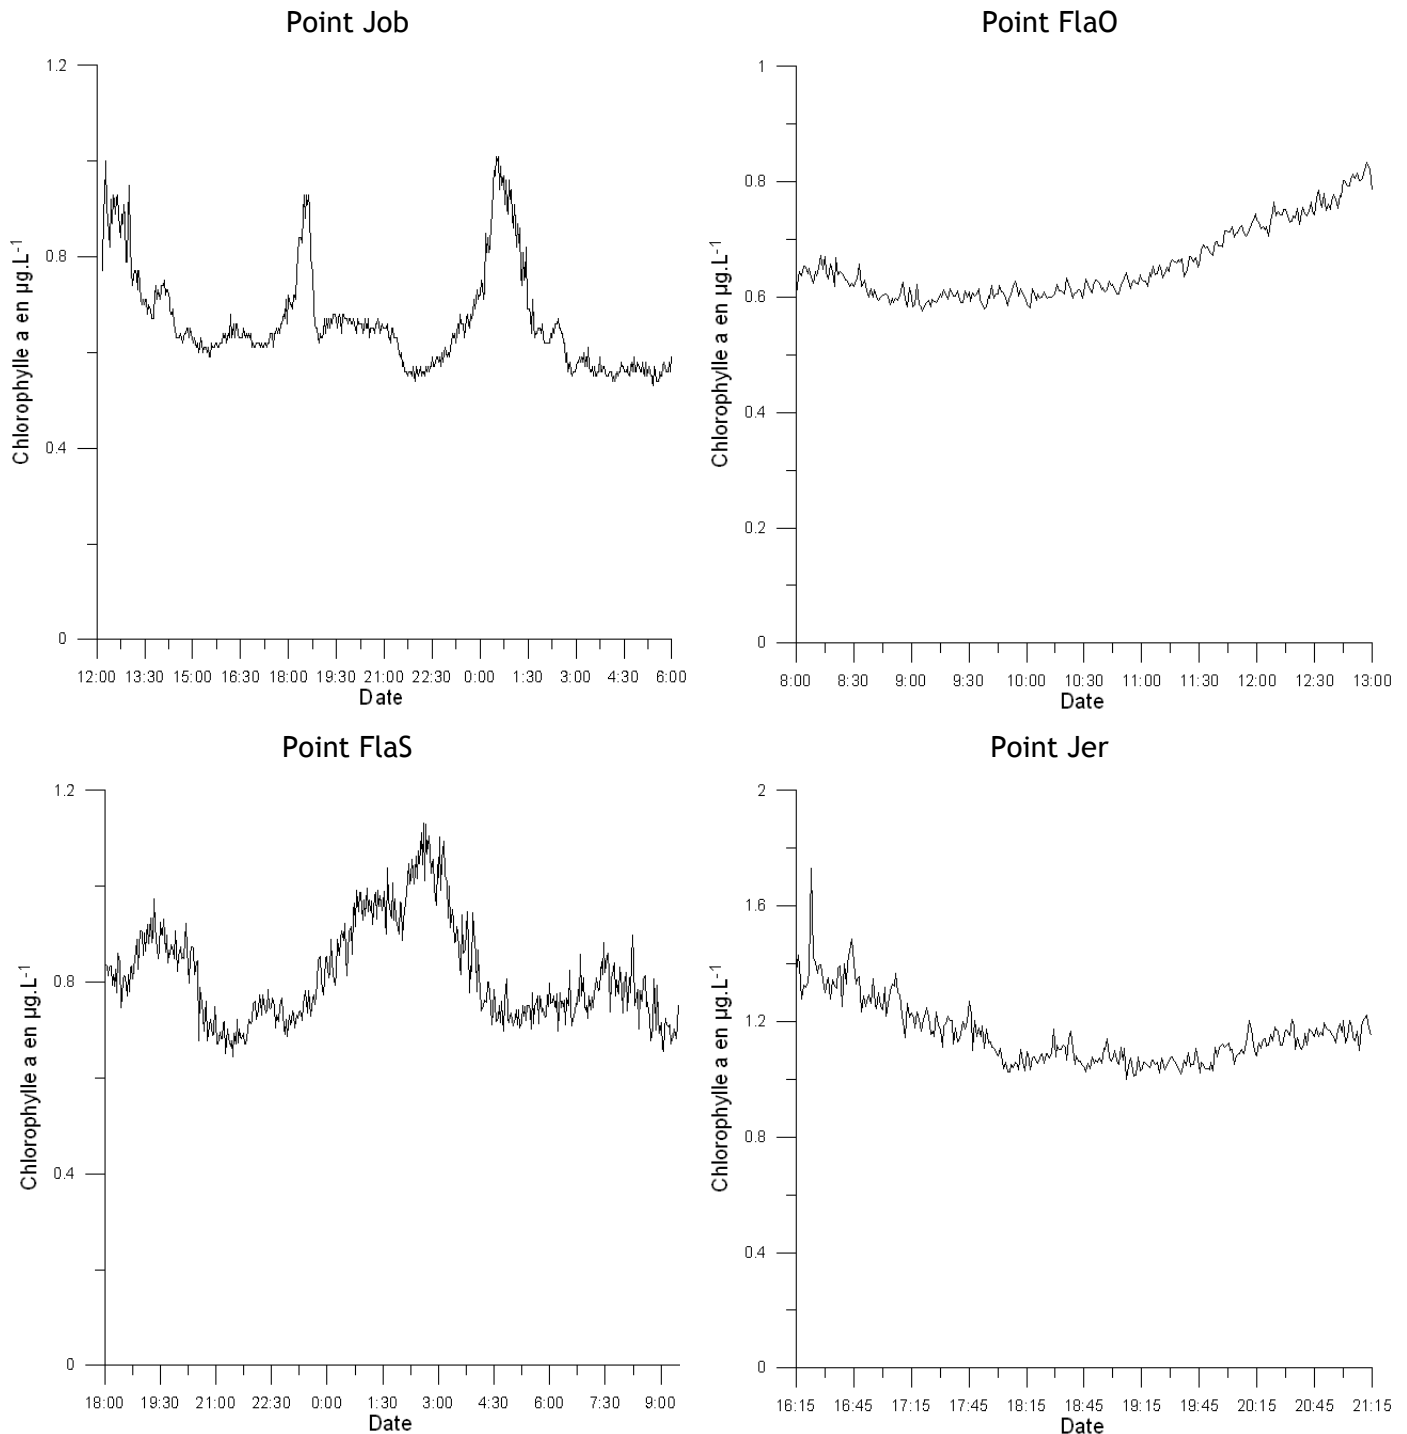 Point Job
Point FlaO
1.2
0.8
0.4
0
Chlorophylle a en µg.L-1
12:00 13:30 15:00 16:30 18:00 19:30 21:00 22:30 0:00 1:30 3:00 4:30 6:00
Date
1
0.8
0.6
0.4
0.2
0
Chlorophylle a en µg.L-1
8:00 8:30 9:00 9:30 10:00 10:30 11:00 11:30 12:00 12:30 13:00
Date
Point FlaS
Point Jer
1.2
0.8
0.4
0
Chlorophylle a en µg.L-1
18:00 19:30 21:00 22:30 0:00 1:30 3:00 4:30 6:00 7:30 9:00
Date
2
1.6
1.2
0.8
0.4
0
Chlorophylle a en µg.L-1
16:15 16:45 17:15 17:45 18:15 18:45 19:15 19:45 20:15 20:45 21:15
Date